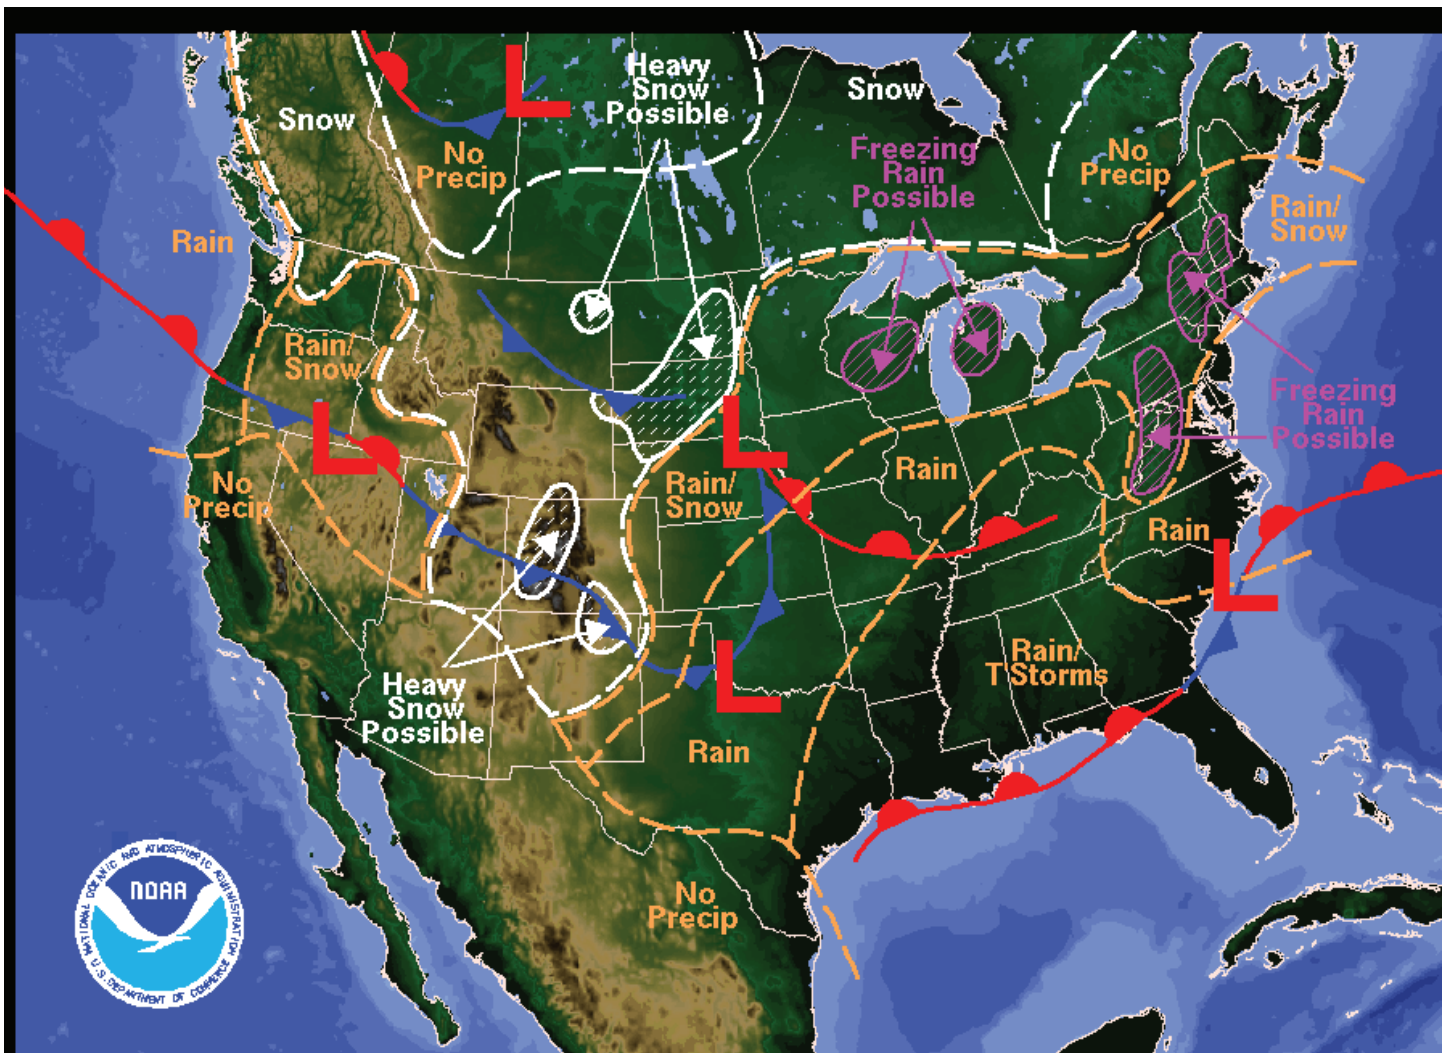 Heavy
Snow
Possible
Snow
Snow
No
Precip
Freezing
Rain
Possible
No
Precip
Rain
Rain/
Snow
Rain/
Snow
Freezing
Rain
Possible
No
Precip
Rain/
Snow
Rain
Rain
Heavy
Snow
Possible
Rain/
T Storms
Rain
No
Precip
L
L
L
L
L
NATIONAL OCEANIC AND ATMOSPHERIC ADMINISTRATION
NOAA
U.S. DEPARTMENT OF COMMERCE